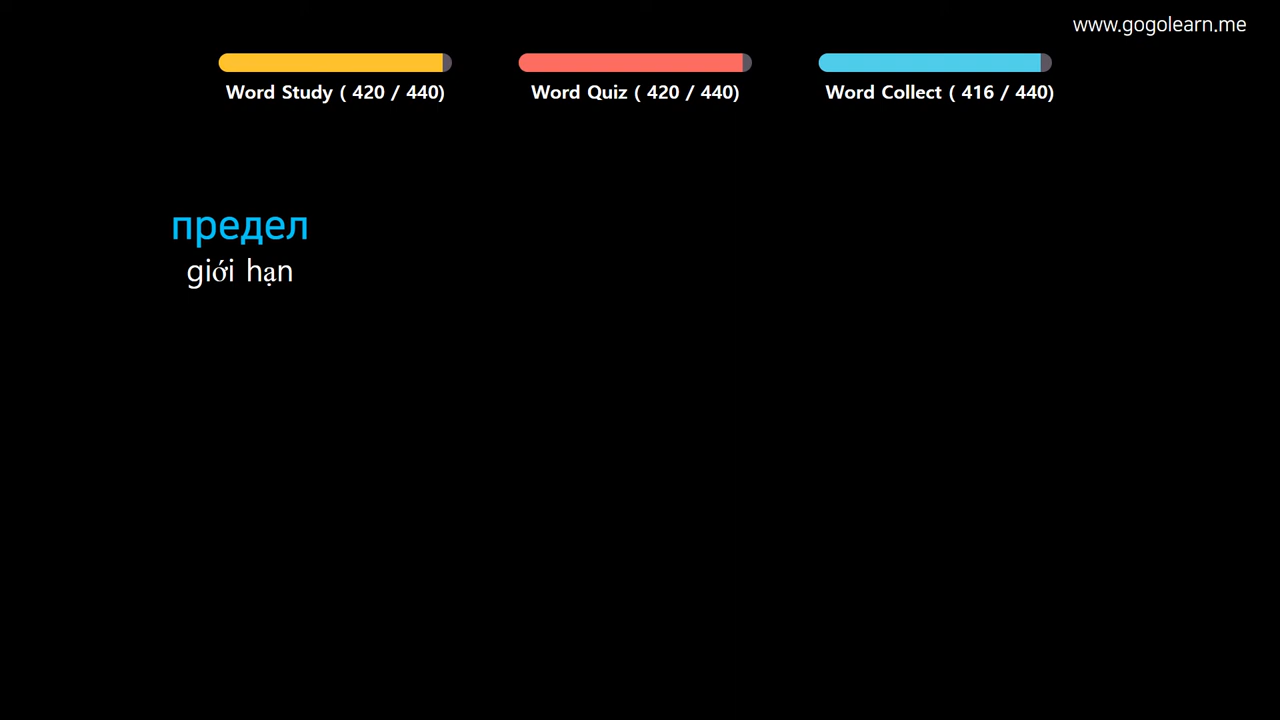 www.gogolearn.me
Word Study ( 420 / 440)
Word Quiz ( 420 / 440)
Word Collect ( 416 / 440)
предел
giới hạn